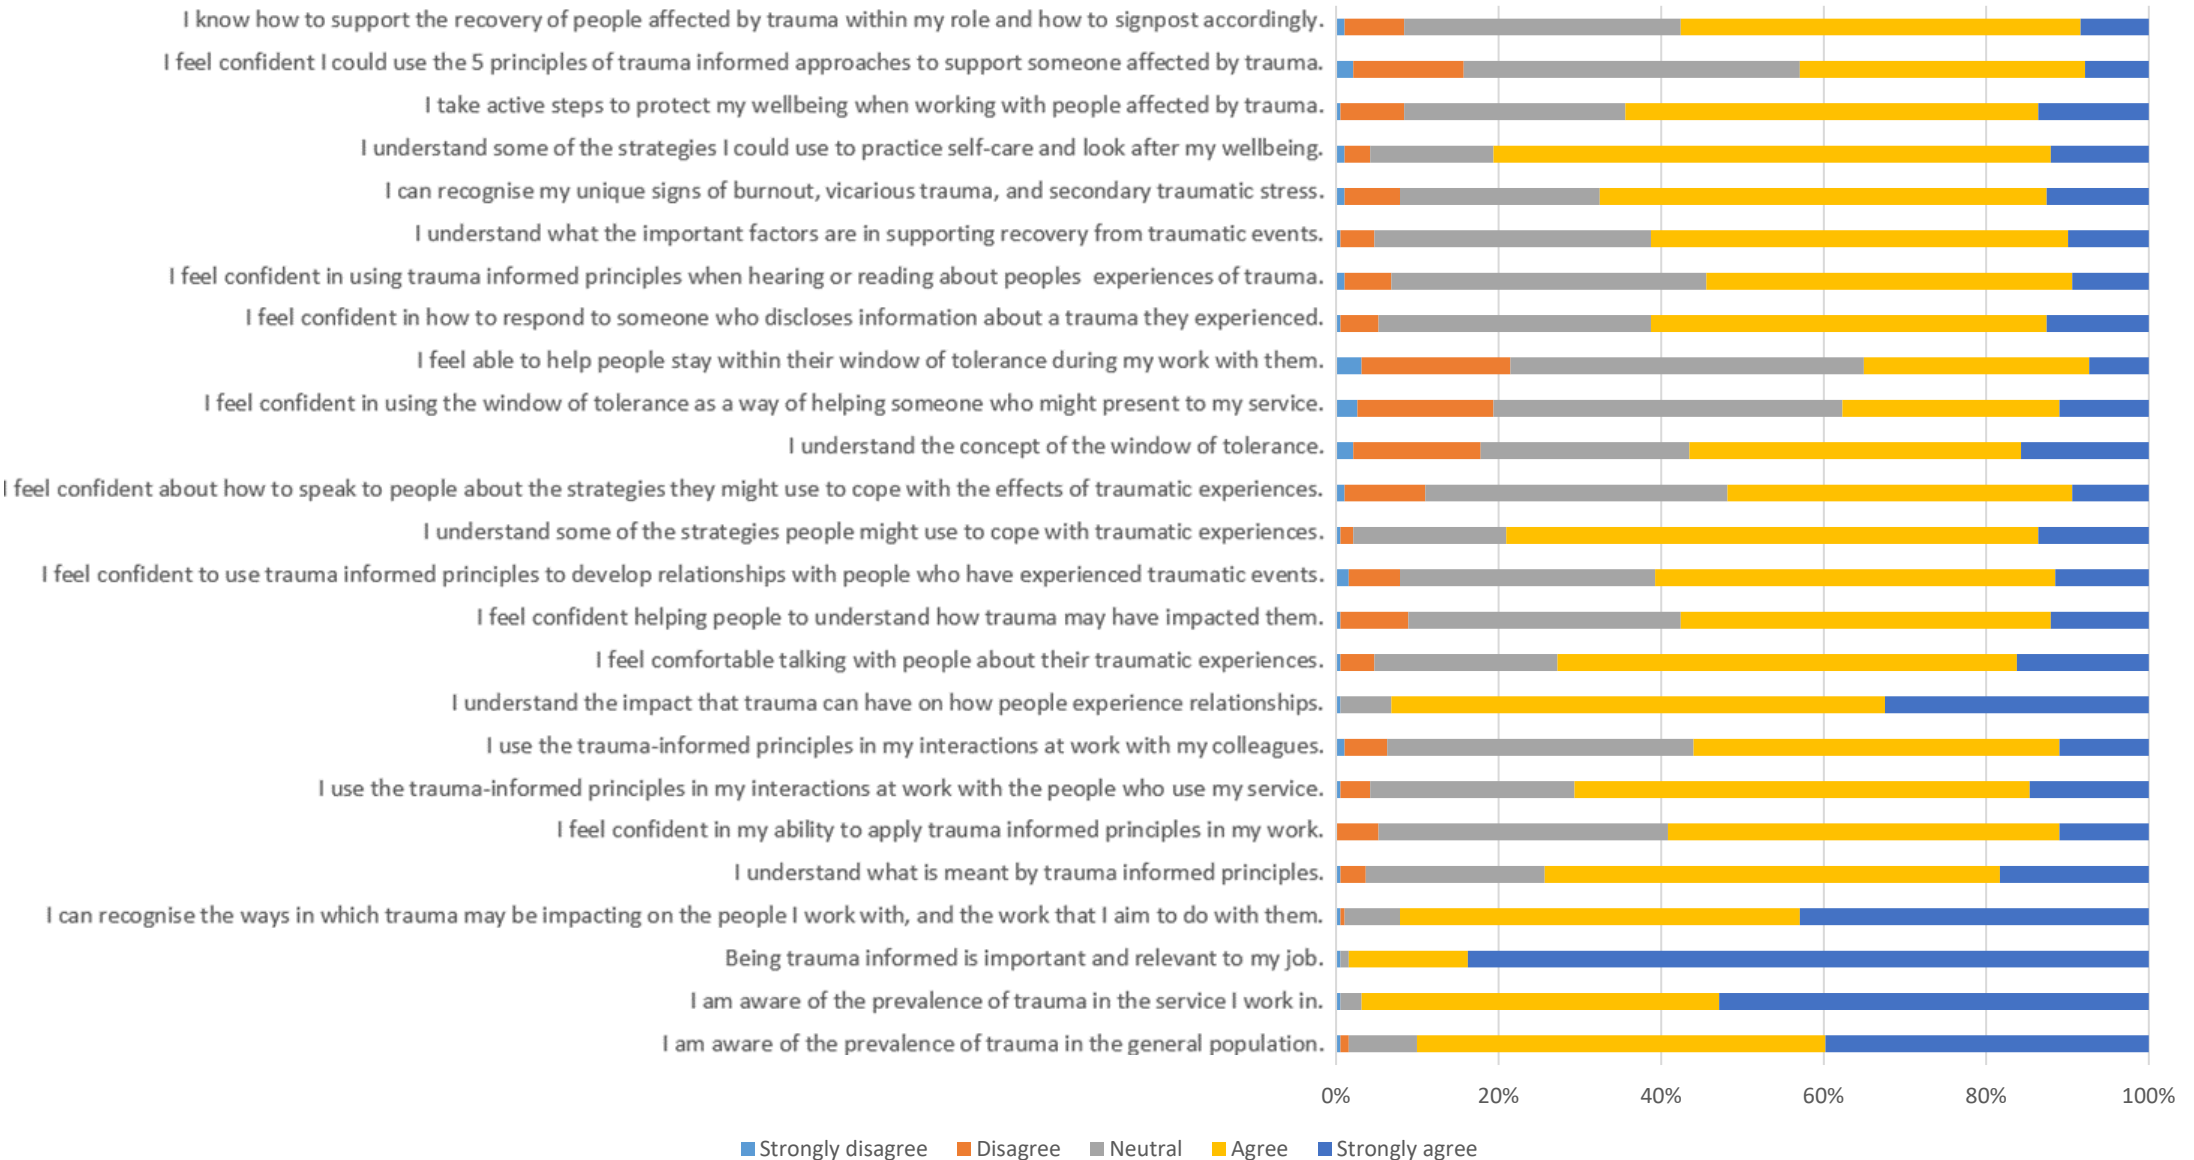 I know how to support the recovery of people affected by trauma within my role and how to signpost accordingly.
I feel confident I could use the 5 principles of trauma informed approaches to support someone affected by trauma.
I take active steps to protect my wellbeing when working with people affected by trauma.
I understand some of the strategies I could use to practice self-care and look after my wellbeing.
I can recognise my unique signs of burnout, vicarious trauma, and secondary traumatic stress.
I understand what the important factors are in supporting recovery from traumatic events.
I feel confident in using trauma informed principles when hearing or reading about peoples experiences of trauma.
I feel confident in how to respond to someone who discloses information about a trauma they experienced.
I feel able to help people stay within their window of tolerance during my work with them.
I feel confident in using the window of tolerance as a way of helping someone who might present to my service.
I understand the concept of the window of tolerance.
I feel confident about how to speak to people about the strategies they might use to cope with the effects of traumatic experiences.
I understand some of the strategies people might use to cope with traumatic experiences.
I feel confident to use trauma informed principles to develop relationships with people who have experienced traumatic events.
I feel confident helping people to understand how trauma may have impacted them.
I feel comfortable talking with people about their traumatic experiences.
I understand the impact that trauma can have on how people experience relationships.
I use the trauma-informed principles in my interactions at work with my colleagues.
I use the trauma-informed principles in my interactions at work with the people who use my service.
I feel confident in my ability to apply trauma informed principles in my work.
I understand what is meant by trauma informed principles.
I can recognise the ways in which trauma may be impacting on the people I work with, and the work that I aim to do with them.
Being trauma informed is important and relevant to my job.
I am aware of the prevalence of trauma in the service I work in.
I am aware of the prevalence of trauma in the general population.
0% 20% 40% 60% 80% 100%
Strongly disagree Disagree Neutral Agree Strongly agree